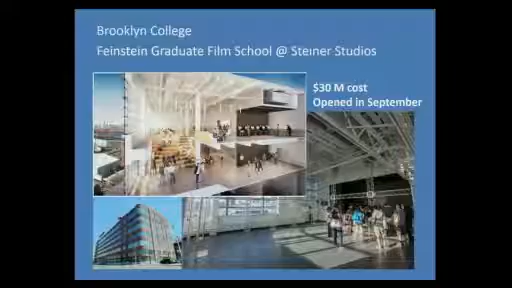 Brooklyn College
Feinstein Graduate Film School @ Steiner Studios
$30 M cost
Opened in September